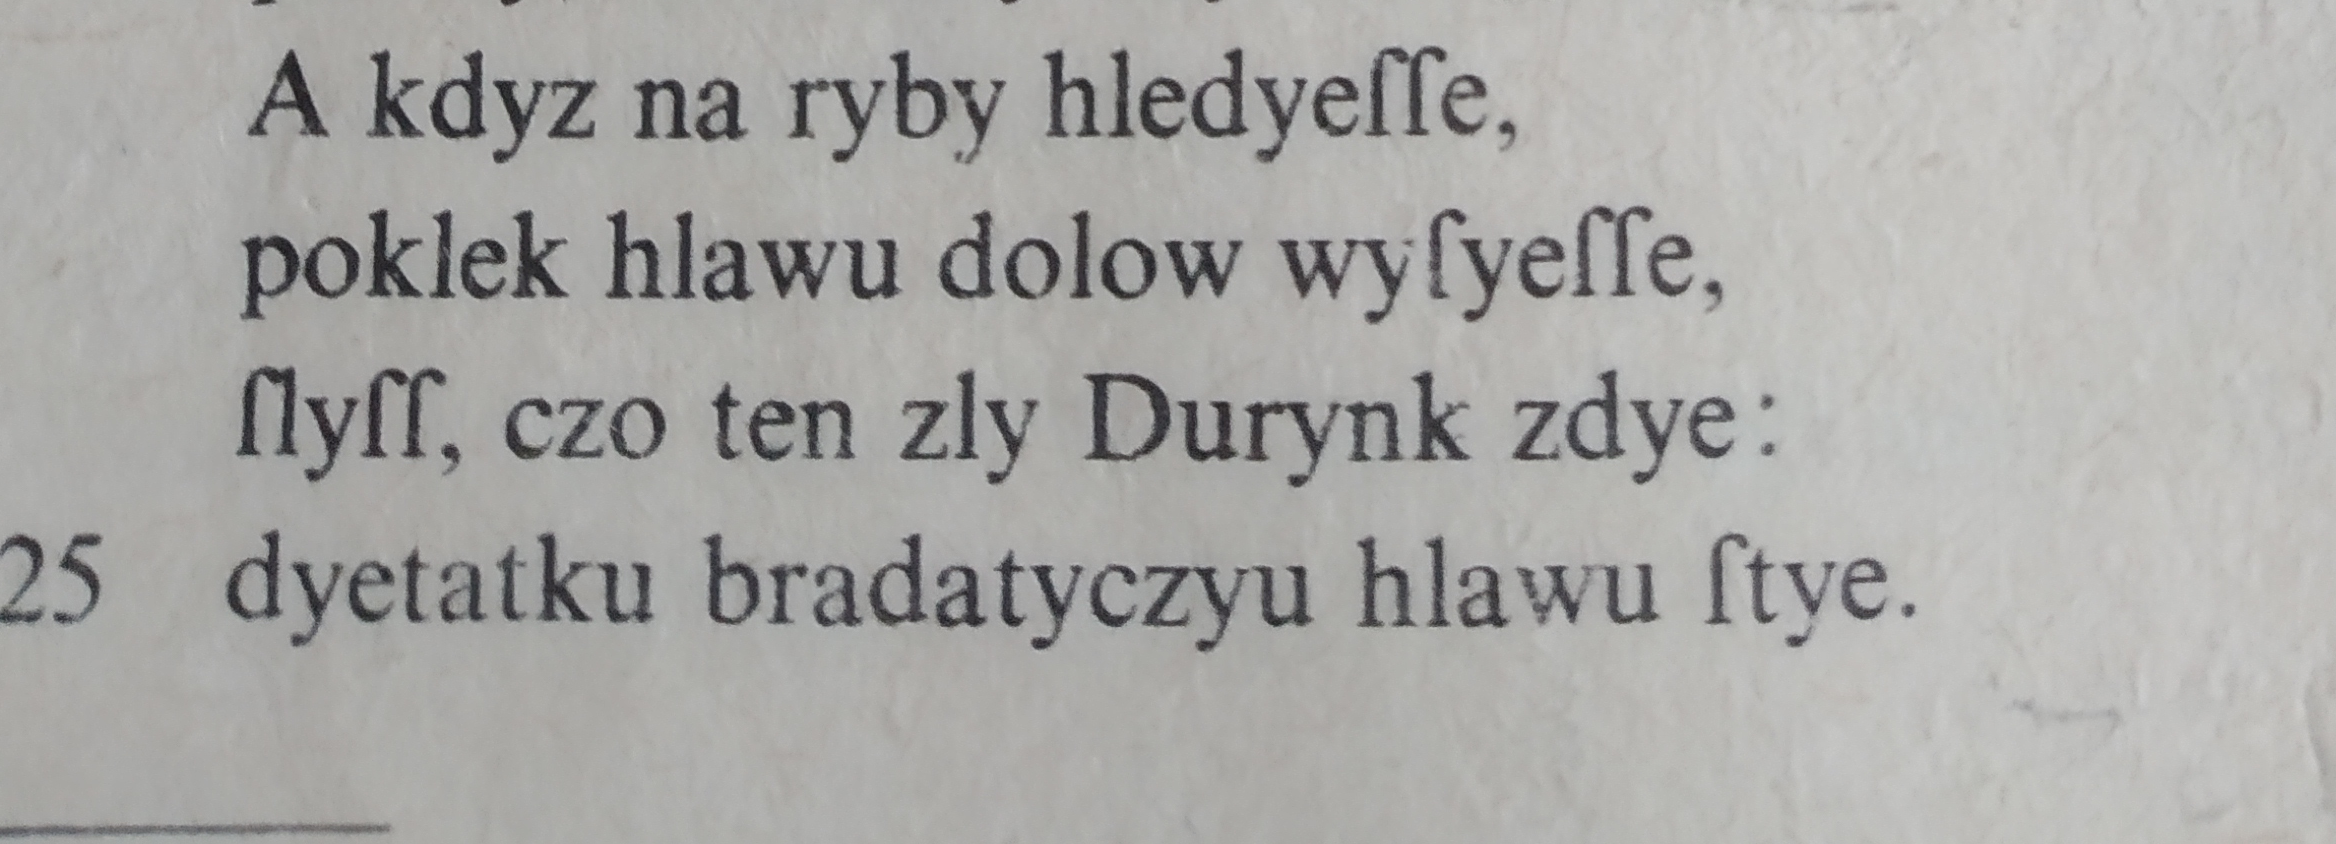 A kdyz na ryby hledyeſſe,
poklek hlawu dolow wyſyeſſe,
ſlyſſ, czo ten zly Durynk zdye:
25 dyetatku bradatyczyu hlawu ſtye.